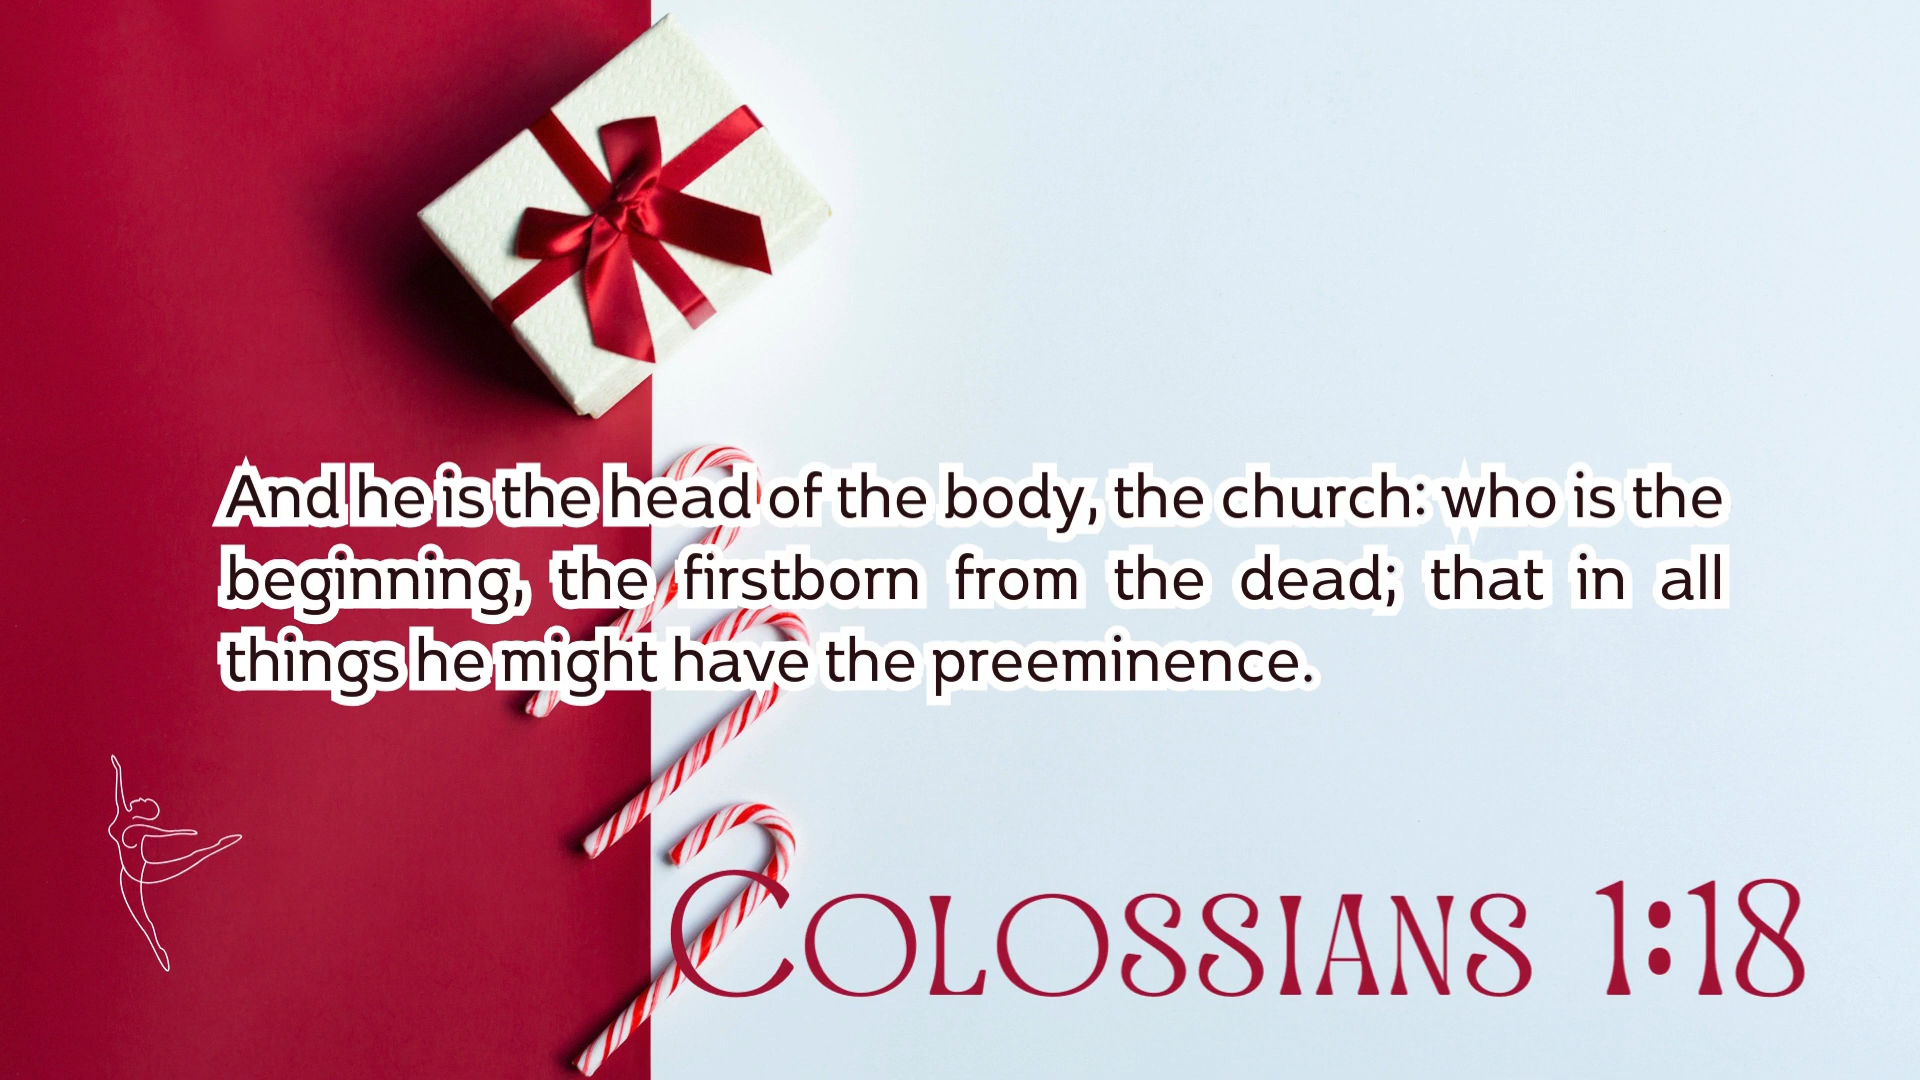 And he is the head of the body, the church: who is the
beginning, the firstborn from the dead; that in all
things he might have the preeminence.
Colossians 1:18